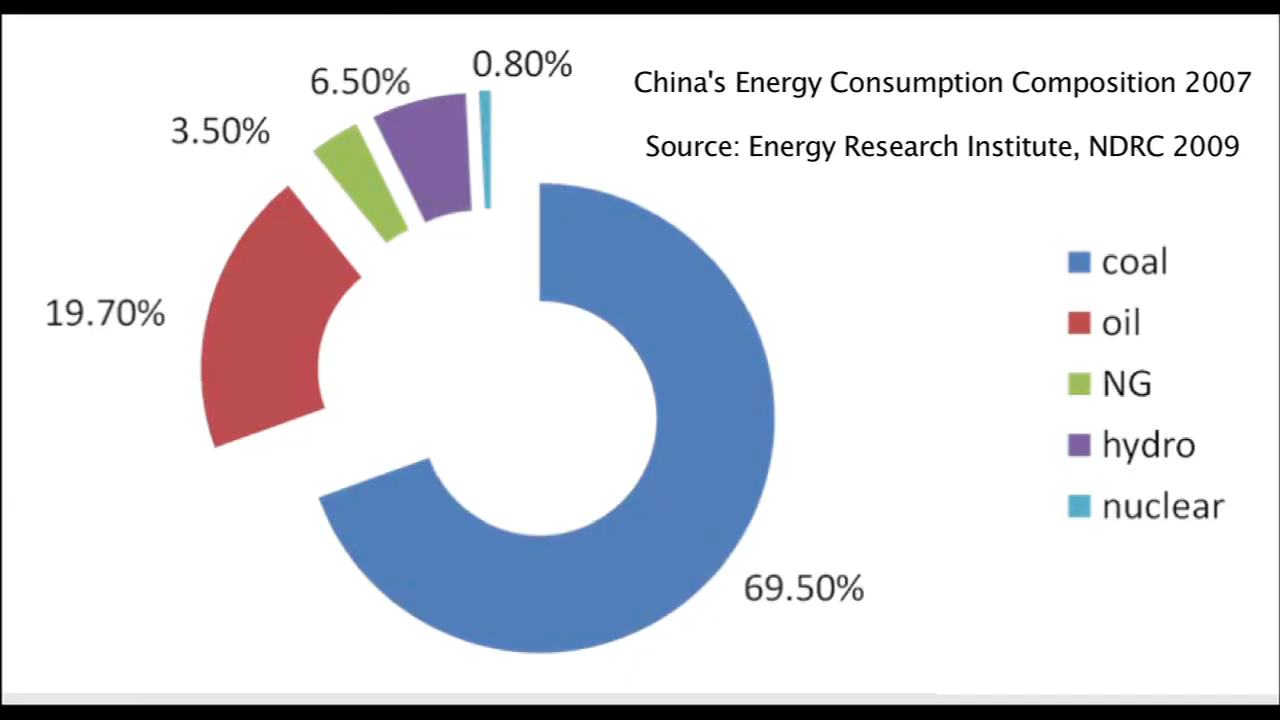 0.80%
6.50%
China's Energy Consumption Composition 2007
3.50%
Source: Energy Research Institute, NDRC 2009
19.70%
69.50%
coal
oil
NG
hydro
nuclear